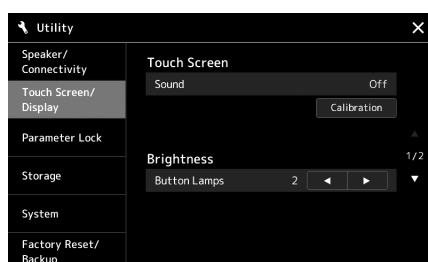 Utility
Speaker/
Connectivity
Touch Screen/
Display
Parameter Lock
Storage
System
Factory Reset/
Backup
Touch Screen
Sound Off
Calibration
Brightness
Button Lamps 2
1/2